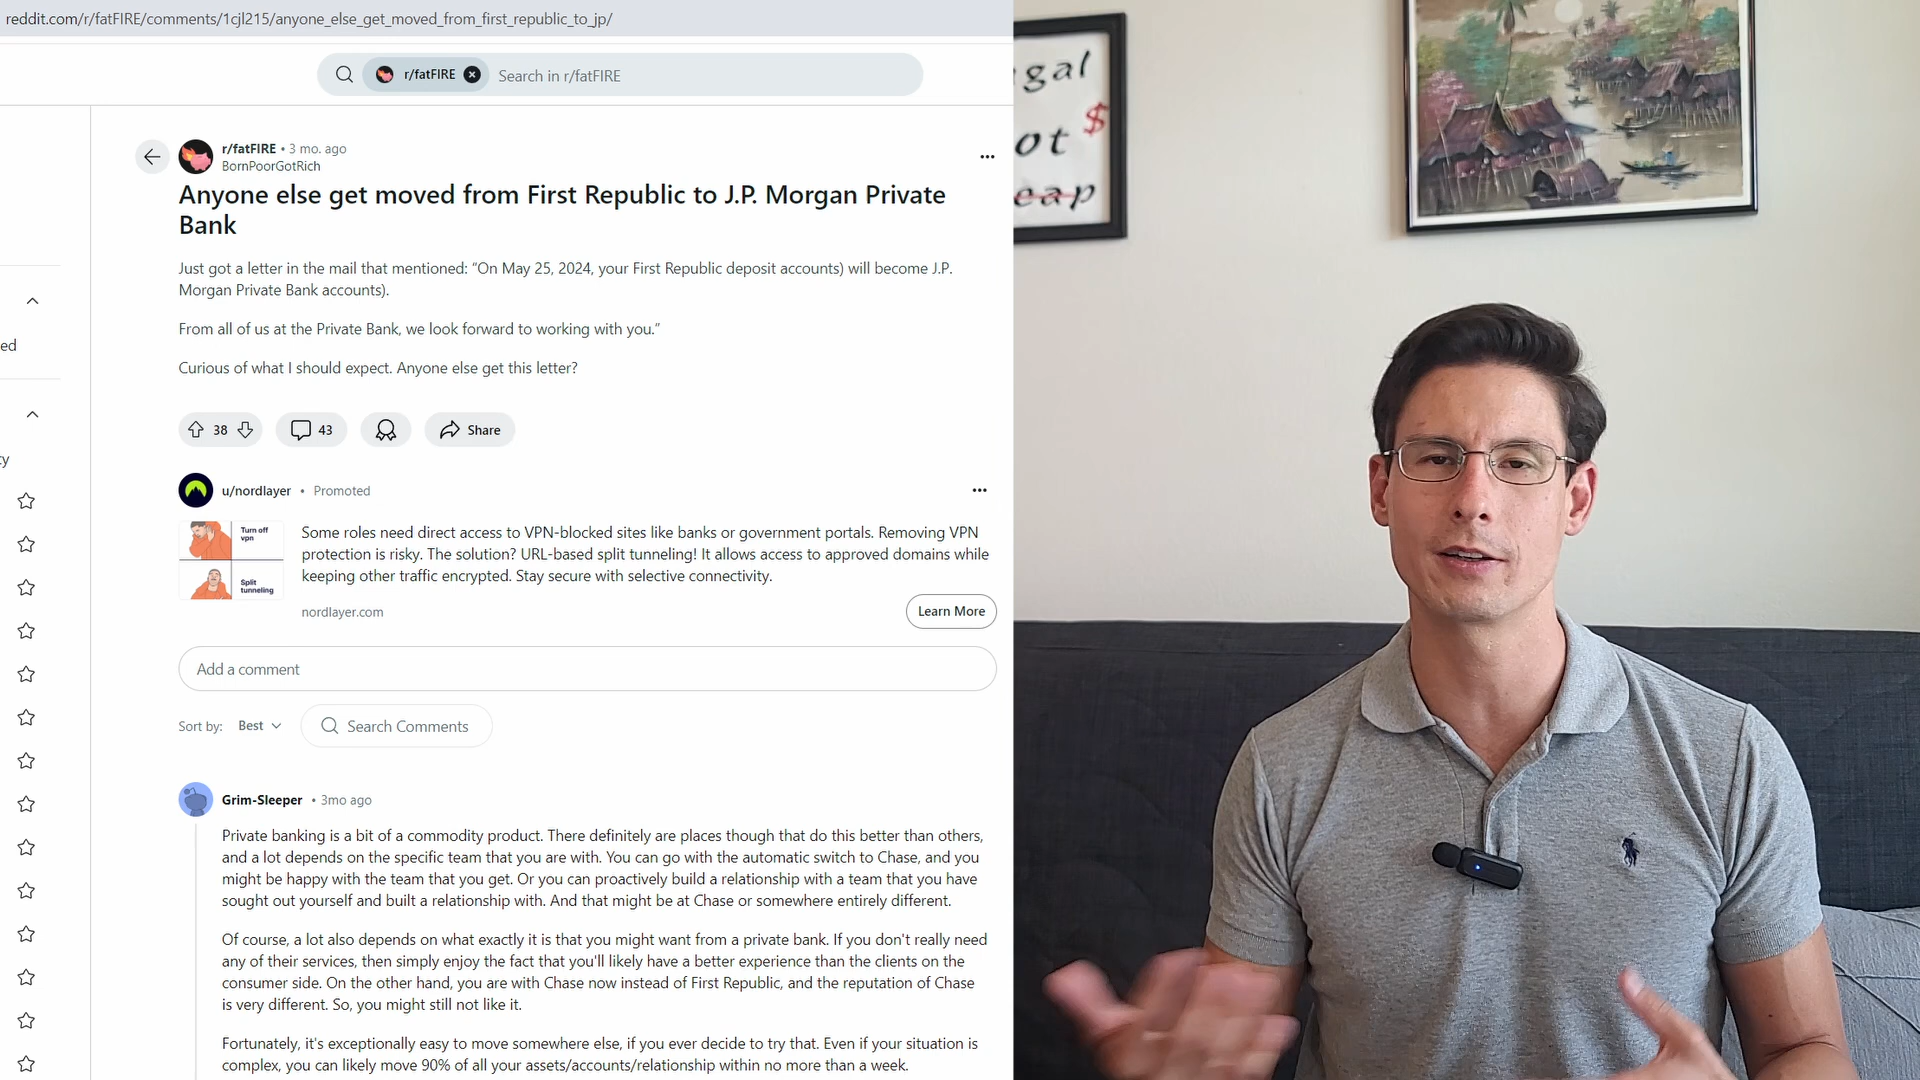 reddit.com/r/fatFIRE/comments/1cjl215/anyone_else_get_moved_from_first_republic_to_jp/
r/fatFIRE Search in r/fatFIRE
r/fatFIRE • 3 mo. ago
BornPoorGotRich
Anyone else get moved from First Republic to J.P. Morgan Private
Bank
Just got a letter in the mail that mentioned: “On May 25, 2024, your First Republic deposit accounts) will become J.P.
Morgan Private Bank accounts).
From all of us at the Private Bank, we look forward to working with you.”
Curious of what I should expect. Anyone else get this letter?
38 43 Share
u/nordlayer • Promoted
Turn off
vpn
Split
tunneling
Some roles need direct access to VPN-blocked sites like banks or government portals. Removing VPN
protection is risky. The solution? URL-based split tunneling! It allows access to approved domains while
keeping other traffic encrypted. Stay secure with selective connectivity.
nordlayer.com
Learn More
Add a comment
Sort by: Best Search Comments
Grim-Sleeper • 3mo ago
Private banking is a bit of a commodity product. There definitely are places though that do this better than others,
and a lot depends on the specific team that you are with. You can go with the automatic switch to Chase, and you
might be happy with the team that you get. Or you can proactively build a relationship with a team that you have
sought out yourself and built a relationship with. And that might be at Chase or somewhere entirely different.
Of course, a lot also depends on what exactly it is that you might want from a private bank. If you don't really need
any of their services, then simply enjoy the fact that you'll likely have a better experience than the clients on the
consumer side. On the other hand, you are with Chase now instead of First Republic, and the reputation of Chase
is very different. So, you might still not like it.
Fortunately, it's exceptionally easy to move somewhere else, if you ever decide to try that. Even if your situation is
complex, you can likely move 90% of all your assets/accounts/relationship within no more than a week.
ed
ty
gal
ot $
eap